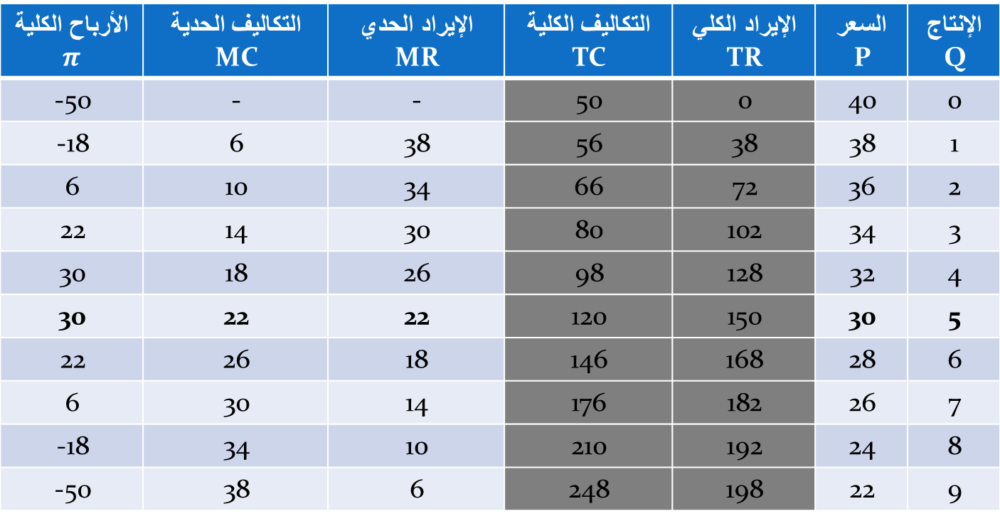 الإنتاج السعر الإيراد الكلي التكاليف الكلية الإيراد الحدي التكاليف الحدية الأرباح الكلية
Q P TR TC MR MC π
0 40 0 50 - - -50
1 38 38 56 38 6 -18
2 36 72 66 34 10 6
3 34 102 80 30 14 22
4 32 128 98 26 18 30
5 30 150 120 22 22 30
6 28 168 146 18 26 22
7 26 182 176 14 30 6
8 24 192 210 10 34 -18
9 22 198 248 6 38 -50